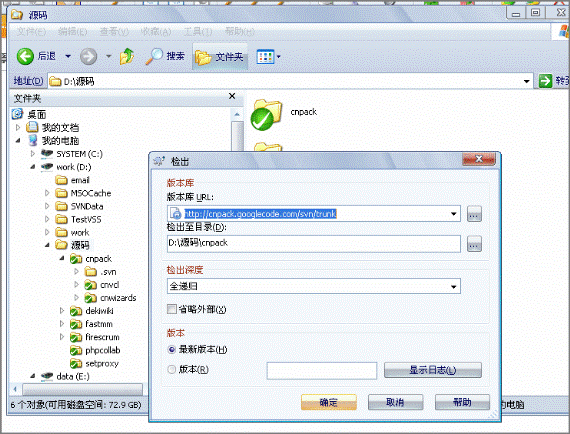 源码
文件(F) 编辑(E) 查看(V) 收藏(A) 工具(T) 帮助(H)
后退 搜索 文件夹
地址(D) D:\源码 转到
文件夹
桌面
我的文档
我的电脑
SYSTEM (C:)
work (D:)
email
MSOCache
SVNData
TestVSS
work
源码
cnpack
.svn
cnvcl
cnwizards
dekiwiki
fastmm
firescrum
phpcollab
setproxy
data (E:)
cnpack
检出
版本库
版本库 URL:
http://cnpack.googlecode.com/svn/trunk
...
检出至目录(D):
D:\源码\cnpack
...
检出深度
全递归
省略外部(X)
版本
最新版本(H)
版本(R)
显示日志(L)
确定 取消 帮助
6 个对象(可用磁盘空间: 72.9 GB)
的电脑